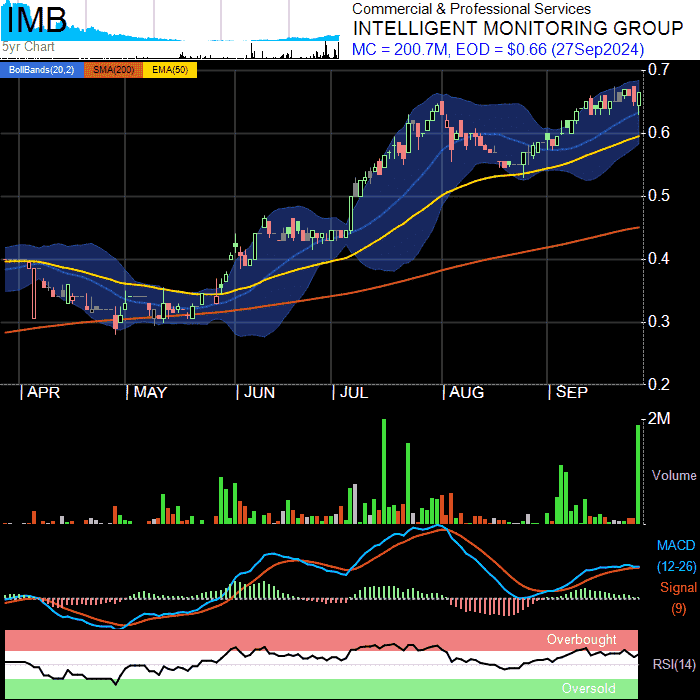 IMB
5yr Chart
Commercial & Professional Services
INTELLIGENT MONITORING GROUP
MC = 200.7M, EOD = $0.66 (27Sep2024)
BollBands(20,2) SMA(200) EMA(50)
0.7
0.6
0.5
0.4
0.3
0.2
APR MAY JUN JUL AUG SEP
2M
Volume
MACD
(12-26)
Signal
(9)
Overbought
RSI(14)
Oversold